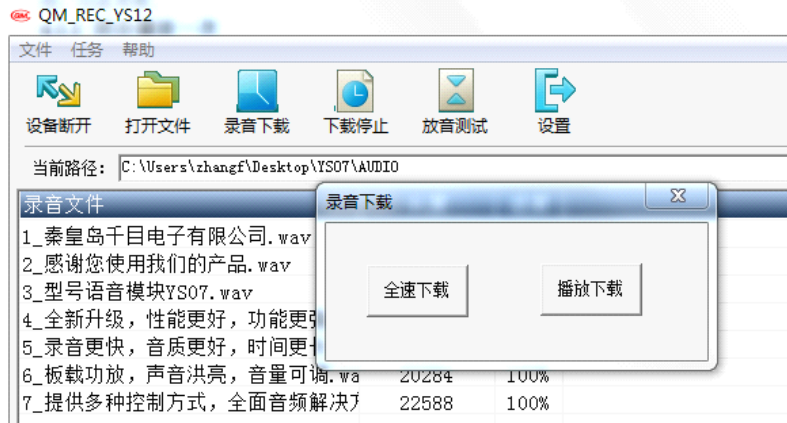 QM_REC_YS12
文件 任务 帮助
设备断开 打开文件 录音下载 下载停止 放音测试 设置
当前路径: C:\Users\zhangf\Desktop\YS07\AUDIO
录音文件
录音下载
1_秦皇岛千目电子有限公司.wav
2_感谢您使用我们的产品.wav
全速下载 播放下载
3_型号语音模块YS07.wav
4_全新升级，性能更好，功能更强
5_录音更快，音质更好，时间更
6_板载功放，声音洪亮，音量可调.wa 20284 100%
7_提供多种控制方式，全面音频解决方 22588 100%